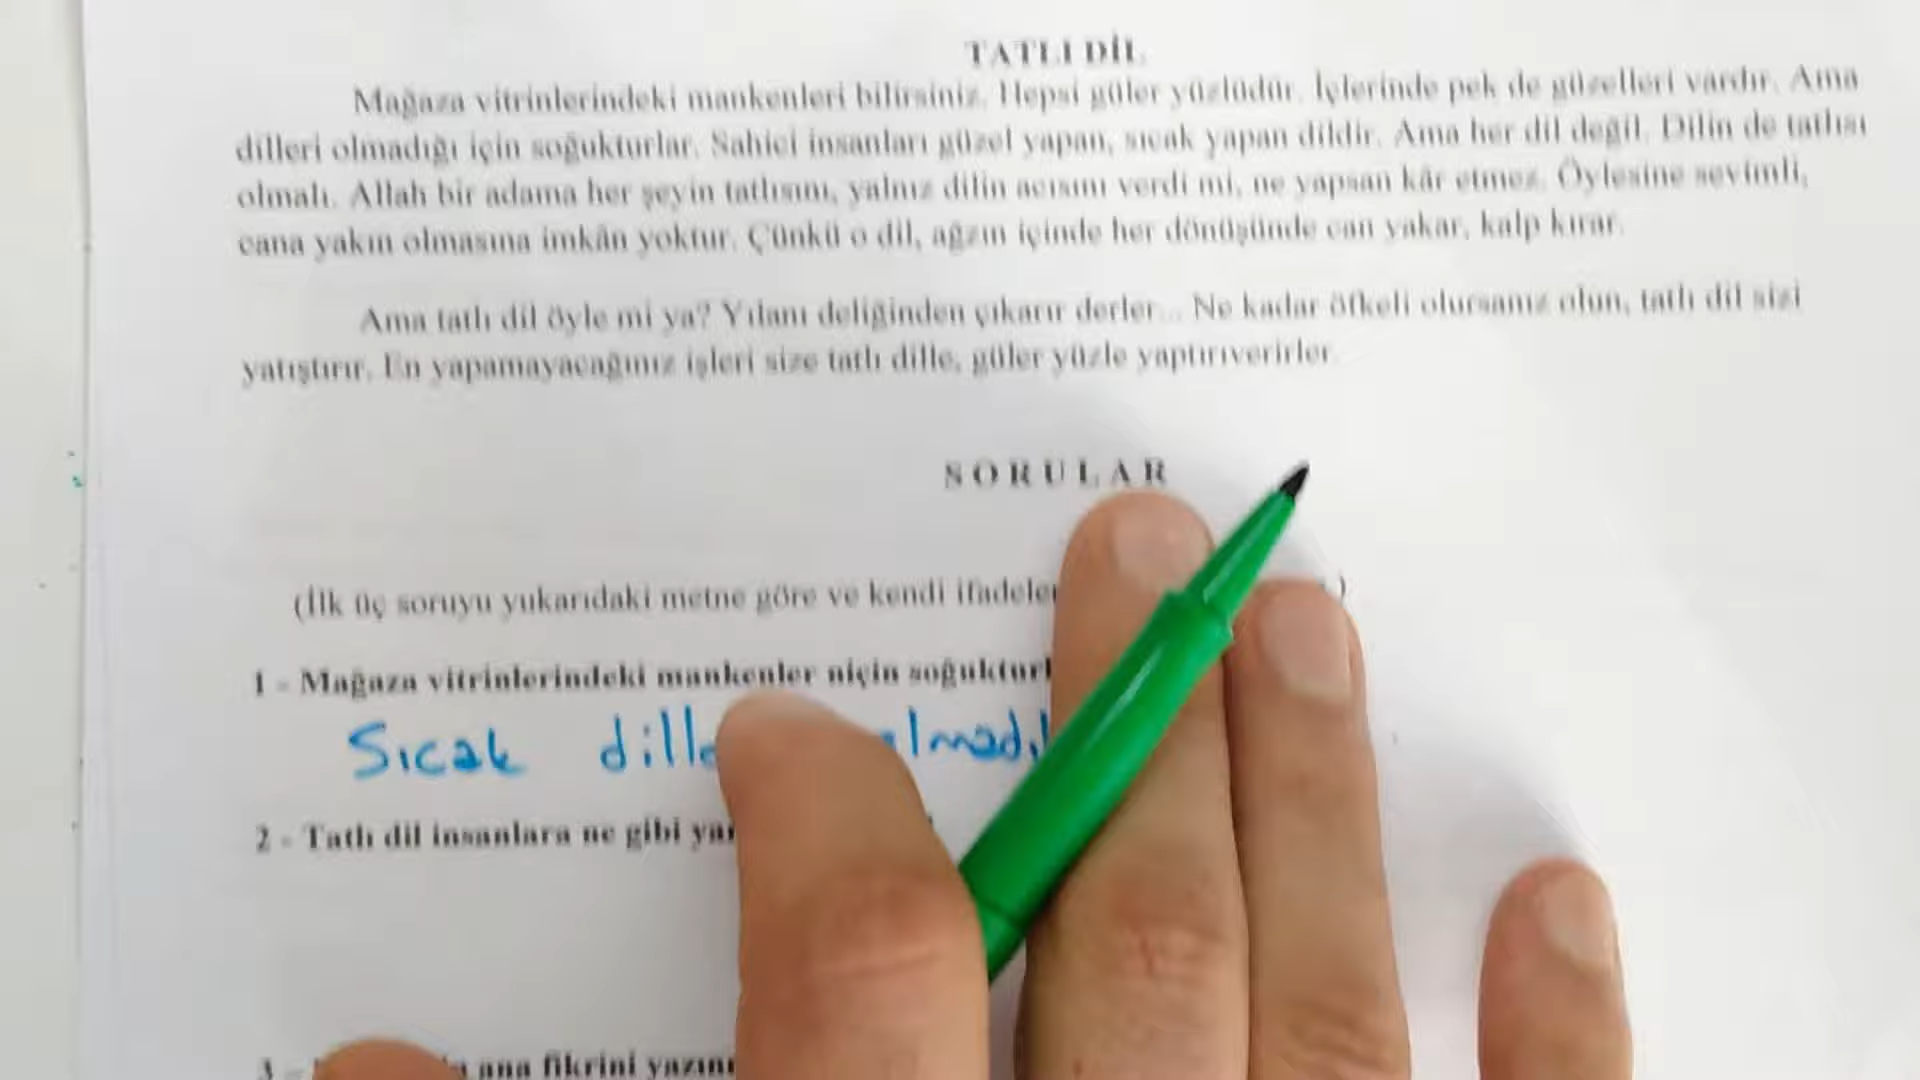 TATLI DİL
Mağaza vitrinlerindeki mankenleri bilirsiniz. Hepsi güler yüzlüdür. İçlerinde pek de güzelleri vardır. Ama
dilleri olmadığı için soğukturlar. Sahici insanları güzel yapan, sıcak yapan dildir. Ama her dil değil. Dilin de tatlısı
olmalı. Allah bir adama her şeyin tatlısını, yalnız dilin acısını verdi mi, ne yapsan kâr etmez. Öylesine sevimli,
cana yakın olmasına imkân yoktur. Çünkü o dil, ağzın içinde her dönüşünde can yakar, kalp kırar.
Ama tatlı dil öyle mi ya? Yılanı deliğinden çıkarır derler... Ne kadar öfkeli olursanız olun, tatlı dil sizi
yatıştırır. En yapamayacağınız işleri size tatlı dille, güler yüzle yaptırıverirler.
SORULAR
(İlk üç soruyu yukarıdaki metne göre ve kendi
1 - Mağaza vitrinlerindeki mankenler niçin
Sıcak
2 - Tatlı dil insanlara ne gibi
3 - ana fikrini